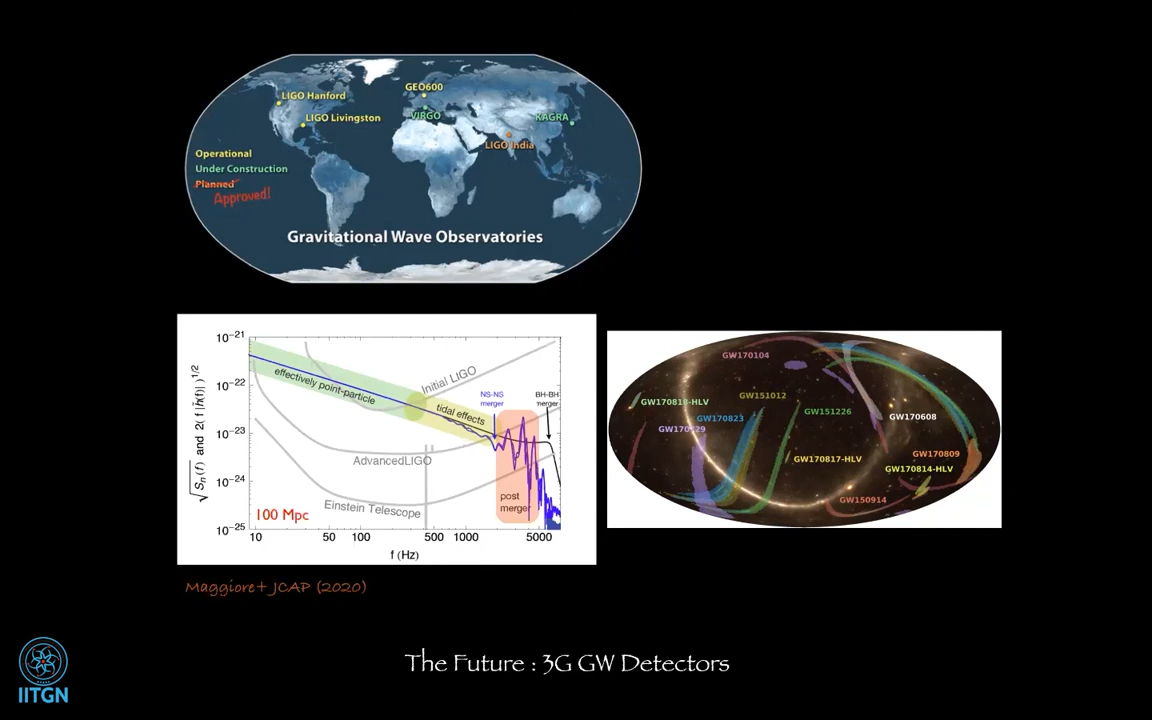 GEO600
LIGO Hanford
VIRGO
KAGRA
LIGO Livingston
LIGO India
Operational
Under Construction
Planned
Approved!
Gravitational Wave Observatories
10-21
10-22
10-23
10-24
10-25
√Sn(f) and 2( f |h̃(f)| )1/2
effectively point-particle
Initial LIGO
tidal effects
NS-NS
merger
BH-BH
merger
AdvancedLIGO
Einstein Telescope
post
merger
100 Mpc
10 50 100 500 1000 5000
f (Hz)
GW170104
GW170818-HLV
GW151012
GW170823
GW151226
GW170608
GW170729
GW170817-HLV
GW170809
GW170814-HLV
GW150914
Maggiore+ JCAP (2020)
The Future : 3G GW Detectors
IITGN